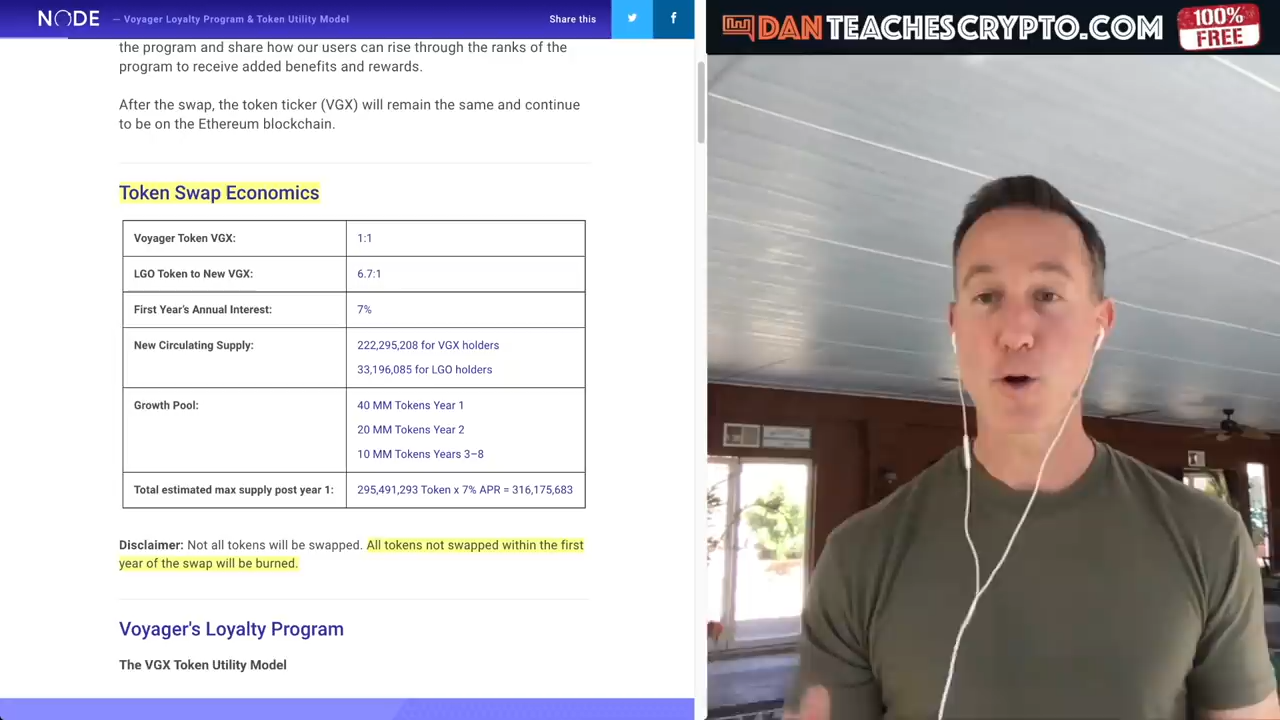 NODE
— Voyager Loyalty Program & Token Utility Model
Share this
DANTEACHESCRYPTO.COM
100%
FREE
the program and share how our users can rise through the ranks of the
program to receive added benefits and rewards.
After the swap, the token ticker (VGX) will remain the same and continue
to be on the Ethereum blockchain.
Token Swap Economics
Voyager Token VGX: 1:1
LGO Token to New VGX: 6.7:1
First Year's Annual Interest: 7%
New Circulating Supply: 222,295,208 for VGX holders
33,196,085 for LGO holders
Growth Pool: 40 MM Tokens Year 1
20 MM Tokens Year 2
10 MM Tokens Years 3–8
Total estimated max supply post year 1: 295,491,293 Token x 7% APR = 316,175,683
Disclaimer: Not all tokens will be swapped. All tokens not swapped within the first
year of the swap will be burned.
Voyager's Loyalty Program
The VGX Token Utility Model